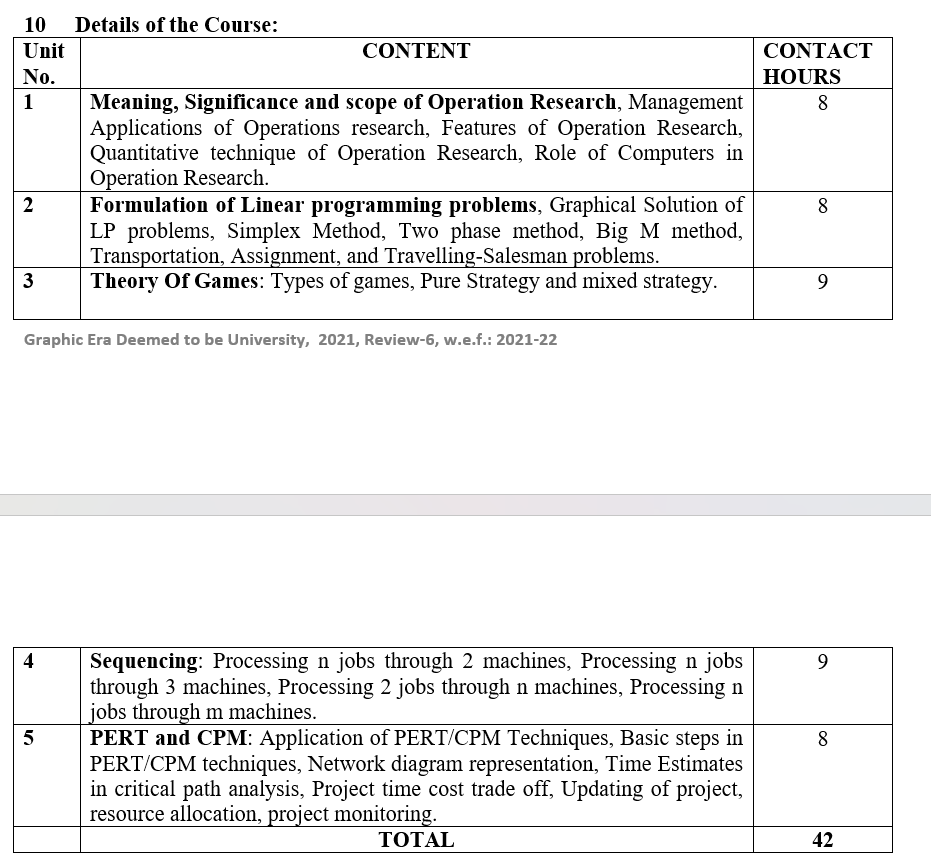 10 Details of the Course:
Unit No. CONTENT CONTACT HOURS
1 Meaning, Significance and scope of Operation Research, Management 8
Applications of Operations research, Features of Operation Research,
Quantitative technique of Operation Research, Role of Computers in
Operation Research.
2 Formulation of Linear programming problems, Graphical Solution of 8
LP problems, Simplex Method, Two phase method, Big M method,
Transportation, Assignment, and Travelling-Salesman problems.
3 Theory Of Games: Types of games, Pure Strategy and mixed strategy. 9
Graphic Era Deemed to be University, 2021, Review-6, w.e.f.: 2021-22
4 Sequencing: Processing n jobs through 2 machines, Processing n jobs 9
through 3 machines, Processing 2 jobs through n machines, Processing n
jobs through m machines.
5 PERT and CPM: Application of PERT/CPM Techniques, Basic steps in 8
PERT/CPM techniques, Network diagram representation, Time Estimates
in critical path analysis, Project time cost trade off, Updating of project,
resource allocation, project monitoring.
TOTAL 42